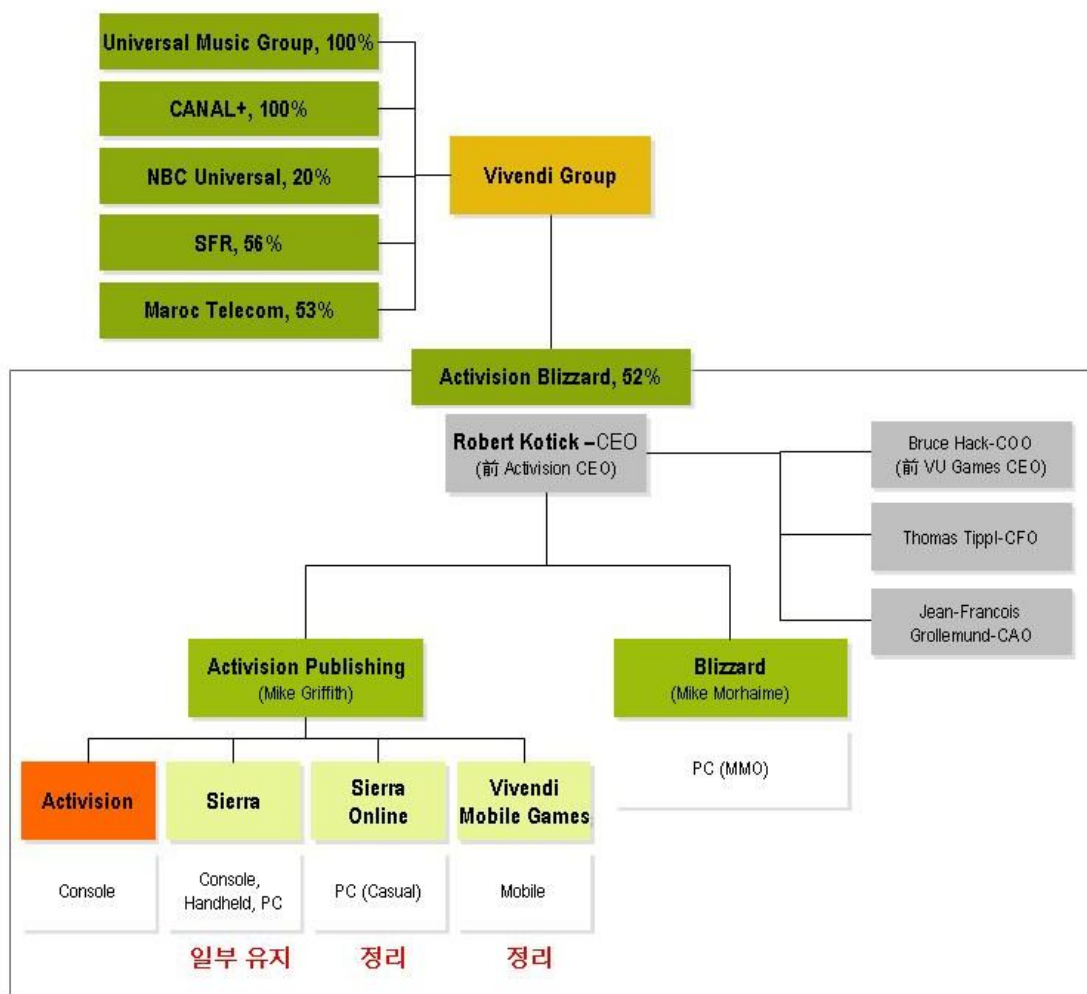 Universal Music Group, 100%
CANAL+, 100%
NBC Universal, 20%
SFR, 56%
Maroc Telecom, 53%
Vivendi Group
Activision Blizzard, 52%
Robert Kotick –CEO
(前 Activision CEO)
Bruce Hack-COO
(前 VU Games CEO)
Thomas Tippl-CFO
Jean-Francois
Grollemund-CAO
Activision Publishing
(Mike Griffith)
Blizzard
(Mike Morhaime)
PC (MMO)
Activision
Sierra
Sierra
Online
Vivendi
Mobile Games
Console
Console,
Handheld, PC
PC (Casual)
Mobile
일부 유지
정리
정리